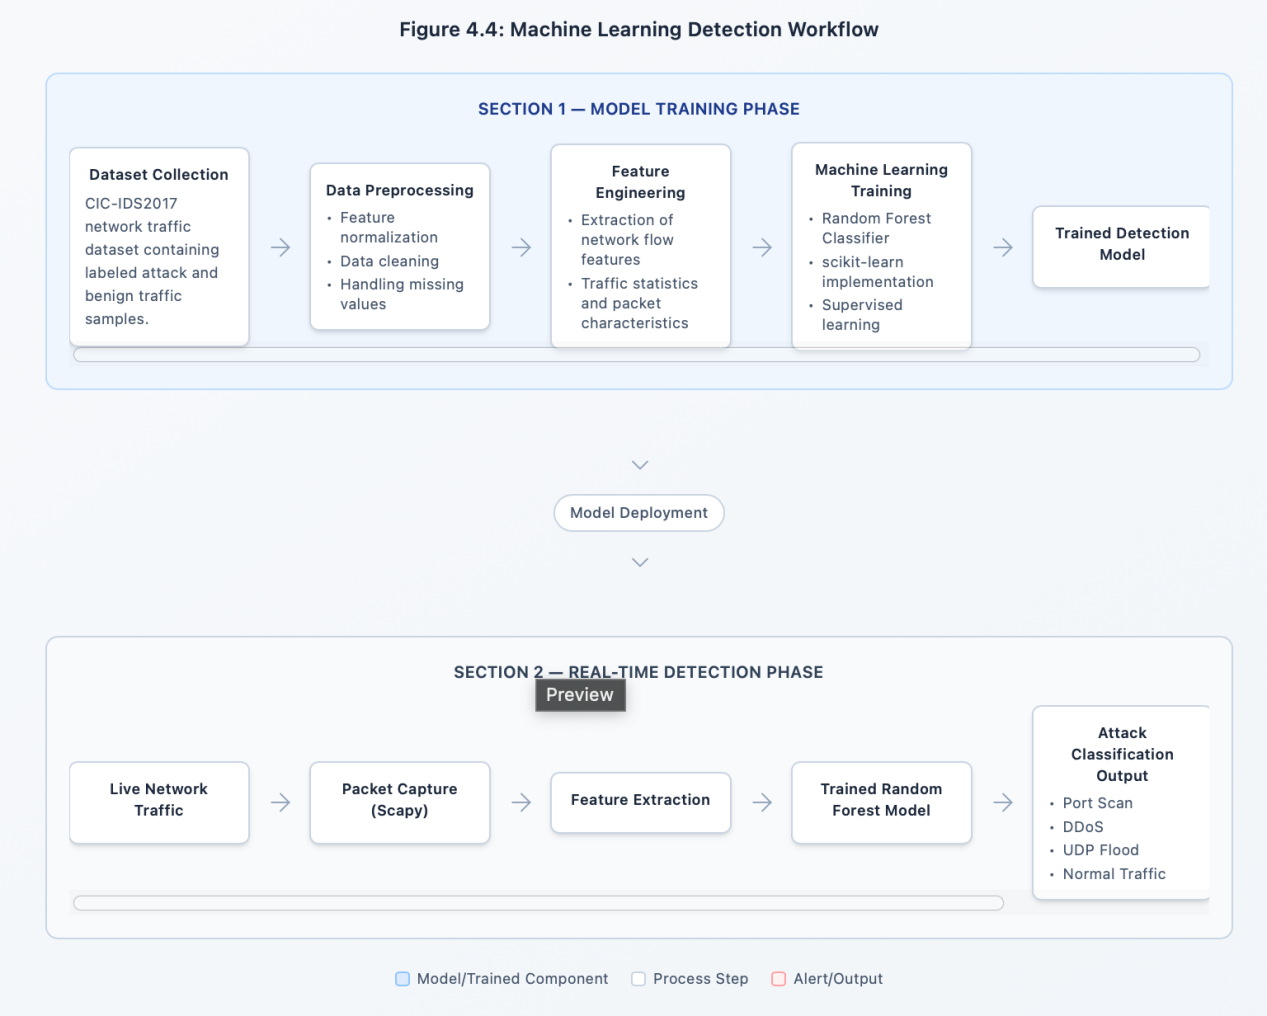 Figure 4.4: Machine Learning Detection Workflow
SECTION 1 — MODEL TRAINING PHASE
Dataset Collection
CIC-IDS2017
network traffic
dataset containing
labeled attack and
benign traffic
samples.
Data Preprocessing
• Feature
normalization
• Data cleaning
• Handling missing
values
Feature
Engineering
• Extraction of
network flow
features
• Traffic statistics
and packet
characteristics
Machine Learning
Training
• Random Forest
Classifier
• scikit-learn
implementation
• Supervised
learning
Trained Detection
Model
Model Deployment
SECTION 2 — REAL-TIME DETECTION PHASE
Preview
Live Network
Traffic
Packet Capture
(Scapy)
Feature Extraction
Trained Random
Forest Model
Attack
Classification
Output
• Port Scan
• DDoS
• UDP Flood
• Normal Traffic
Model/Trained Component
Process Step
Alert/Output